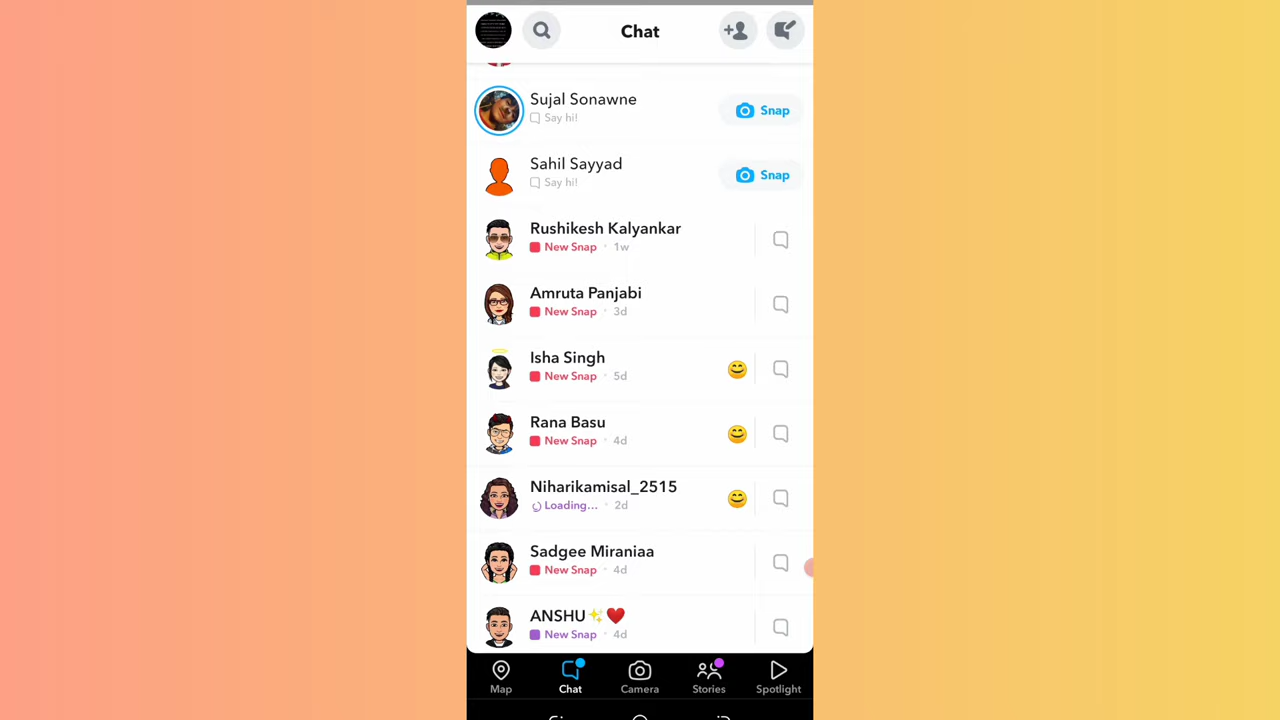 Chat
Sujal Sonawne
Say hi!
Snap
Sahil Sayyad
Say hi!
Snap
Rushikesh Kalyankar
New Snap · 1w
Amruta Panjabi
New Snap · 3d
Isha Singh
New Snap · 5d
Rana Basu
New Snap · 4d
Niharikamisal_2515
Loading... · 2d
Sadgee Miraniaa
New Snap · 4d
ANSHU✨❤️
New Snap · 4d
Map Chat Camera Stories Spotlight